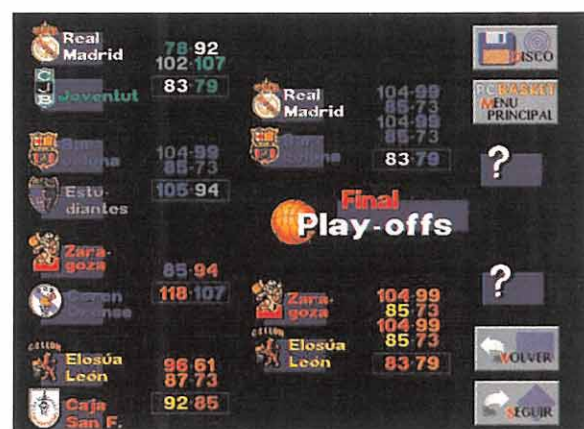 Real
Madrid
78-92
102-107
83-79
CJB
Joventut
104-99
85-73
105-94
Estu-
diantes
Zara-
goza
85-94
118-107
Elosúa
León
96-61
87-73
92-85
Caja
San F.
Real
Madrid
104-99
85-73
104-99
85-73
83-79
Final
Play-offs
Zara-
goza
104-99
85-73
104-99
85-73
Elosúa
León
83-79
DISCO
PCBASKET
MENU
PRINCIPAL
?
?
VOLVER
SEGUIR